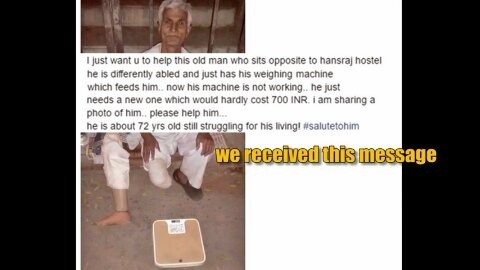 I just want u to help this old man who sits opposite to hansraj hostel
he is differently abled and just has his weighing machine
which feeds him.. now his machine is not working.. he just
needs a new one which would hardly cost 700 INR. i am sharing a
photo of him.. please help him...
he is about 72 yrs old still struggling for his living! #salutetohim
we received this message